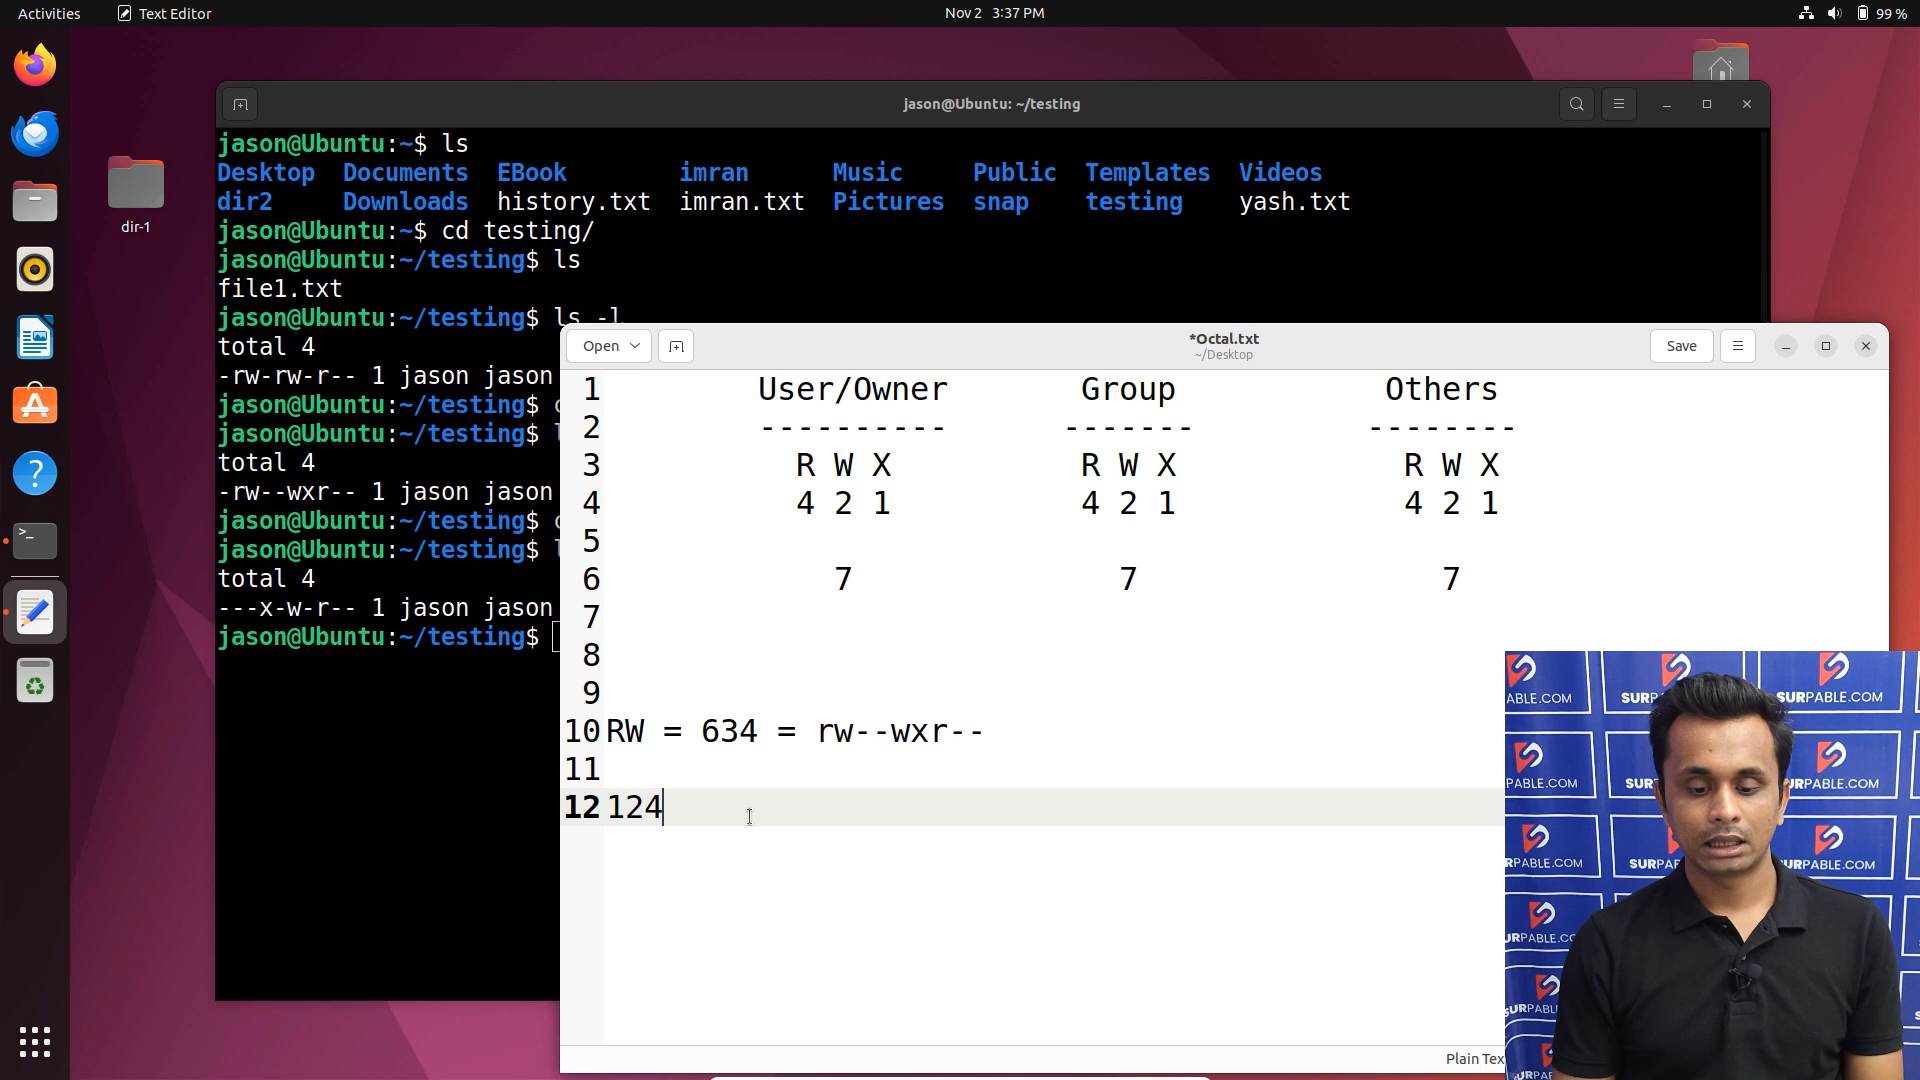 Activities Text Editor Nov 2 3:37 PM 99 %
jason@Ubuntu: ~/testing
jason@Ubuntu:~$ ls
Desktop Documents EBook imran Music Public Templates Videos
dir2 Downloads history.txt imran.txt Pictures snap testing yash.txt
jason@Ubuntu:~$ cd testing/
jason@Ubuntu:~/testing$ ls
file1.txt
jason@Ubuntu:~/testing$ ls -l
total 4
-rw-rw-r-- 1 jason jason
jason@Ubuntu:~/testing$
jason@Ubuntu:~/testing$
total 4
-rw--wxr-- 1 jason jason
jason@Ubuntu:~/testing$
jason@Ubuntu:~/testing$
total 4
---x-w-r-- 1 jason jason
jason@Ubuntu:~/testing$
dir-1
Open *Octal.txt Save
~/Desktop
1 User/Owner Group Others
2 ---------- ------- --------
3 R W X R W X R W X
4 4 2 1 4 2 1 4 2 1
5
6 7 7 7
7
8
9
10 RW = 634 = rw--wxr--
11
12 124
Plain Tex
SURPABLE.COM